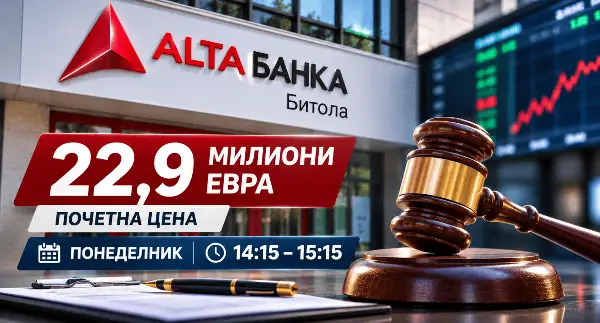 ALTA БАНКА
Битола
22,9 МИЛИОНИ ЕВРА
ПОЧЕТНА ЦЕНА
ПОНЕДЕЛНИК | 14:15 – 15:15